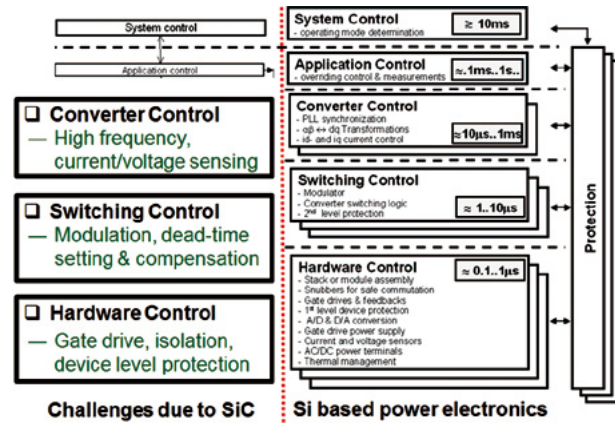 System control
Application control
❑ Converter Control
— High frequency,
current/voltage sensing
❑ Switching Control
— Modulation, dead-time
setting & compensation
❑ Hardware Control
— Gate drive, isolation,
device level protection
Challenges due to SiC
System Control
- operating mode determination
≥ 10ms
Application Control
- overriding control & measurements
≈.1ms..1s..
Converter Control
- PLL synchronization
- αβ ↔ dq Transformations
- id- and iq current control
≈10µs..1ms
Switching Control
- Modulator
- Converter switching logic
- 2nd level protection
≈ 1..10µs
Hardware Control
- Stack or module assembly
- Snubbers for safe commutation
- Gate drives & feedbacks
- 1st level device protection
- A/D & D/A conversion
- Gate drive power supply
- Current and voltage sensors
- AC/DC power terminals
- Thermal management
≈ 0.1..1µs
Si based power electronics
Protection